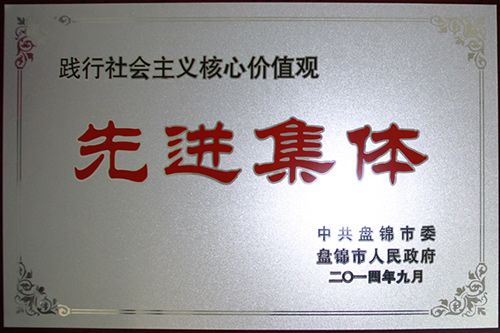 践行社会主义核心价值观
先进集体
中共盘锦市委
盘锦市人民政府
二〇一四年九月